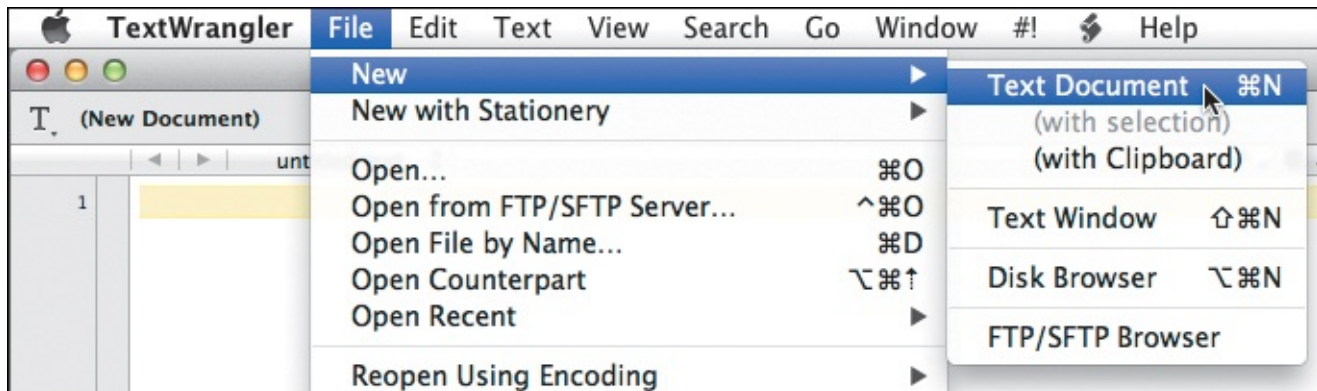 TextWrangler File Edit Text View Search Go Window #! Help
New
New with Stationery
Open...            ⌘O
Open from FTP/SFTP Server...            ^⌘O
Open File by Name...            ⌘D
Open Counterpart            ⌥⌘↑
Open Recent
Reopen Using Encoding
Text Document            ⌘N
(with selection)
(with Clipboard)
Text Window            ⇧⌘N
Disk Browser            ⌥⌘N
FTP/SFTP Browser
T (New Document)
unt
1